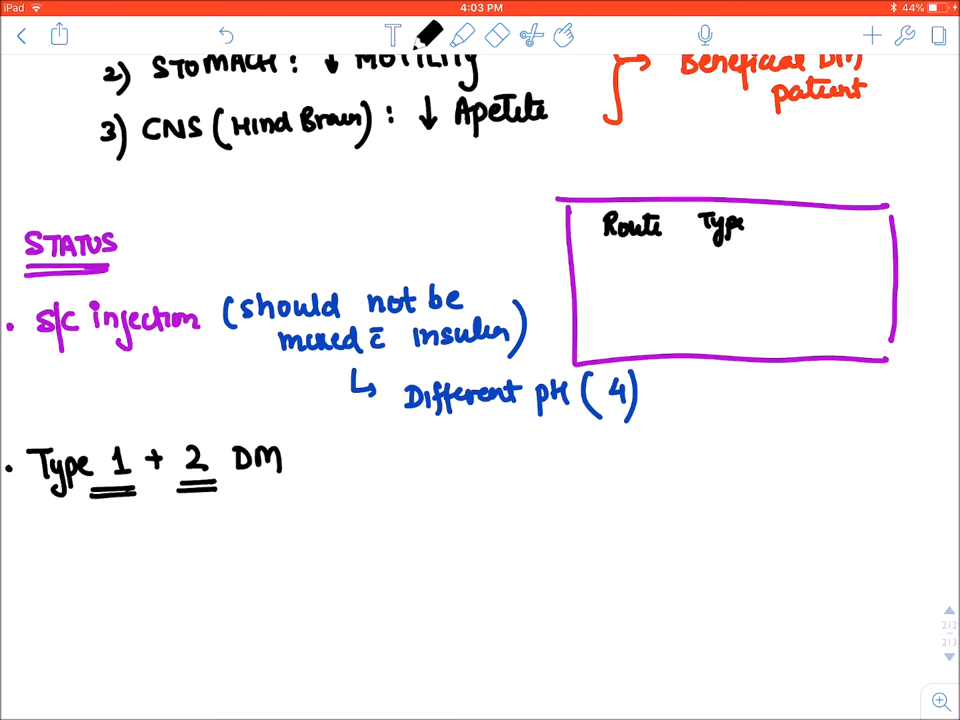 iPad 4:03 PM 44%
T
2) STOMACH : ↓ MOTILITY
3) CNS (Hind Brain) : ↓ Apetite
} → Beneficial DM
patient
STATUS
Route Type
• S/C injection (should not be
mixed c̄ insulin)
↳ Different pH (4)
• Type 1 + 2 DM
212
213